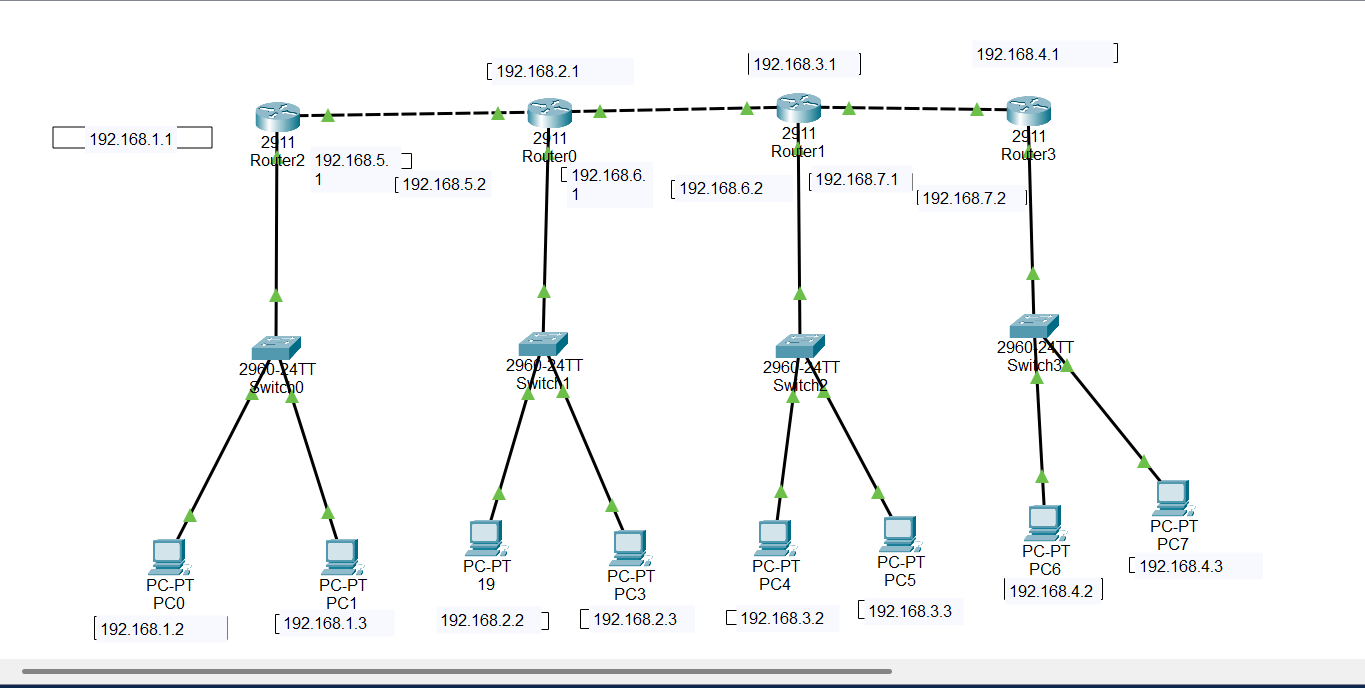 192.168.2.1
192.168.3.1
192.168.4.1
192.168.1.1
2911
Router2
192.168.5.
1
192.168.5.2
2911
Router0
192.168.6.
1
192.168.6.2
2911
Router1
192.168.7.1
192.168.7.2
2911
Router3
2960-24TT
Switch0
2960-24TT
Switch1
2960-24TT
Switch2
2960-24TT
Switch3
PC-PT
PC0
192.168.1.2
PC-PT
PC1
192.168.1.3
PC-PT
19
192.168.2.2
PC-PT
PC3
192.168.2.3
PC-PT
PC4
192.168.3.2
PC-PT
PC5
192.168.3.3
PC-PT
PC6
192.168.4.2
PC-PT
PC7
192.168.4.3